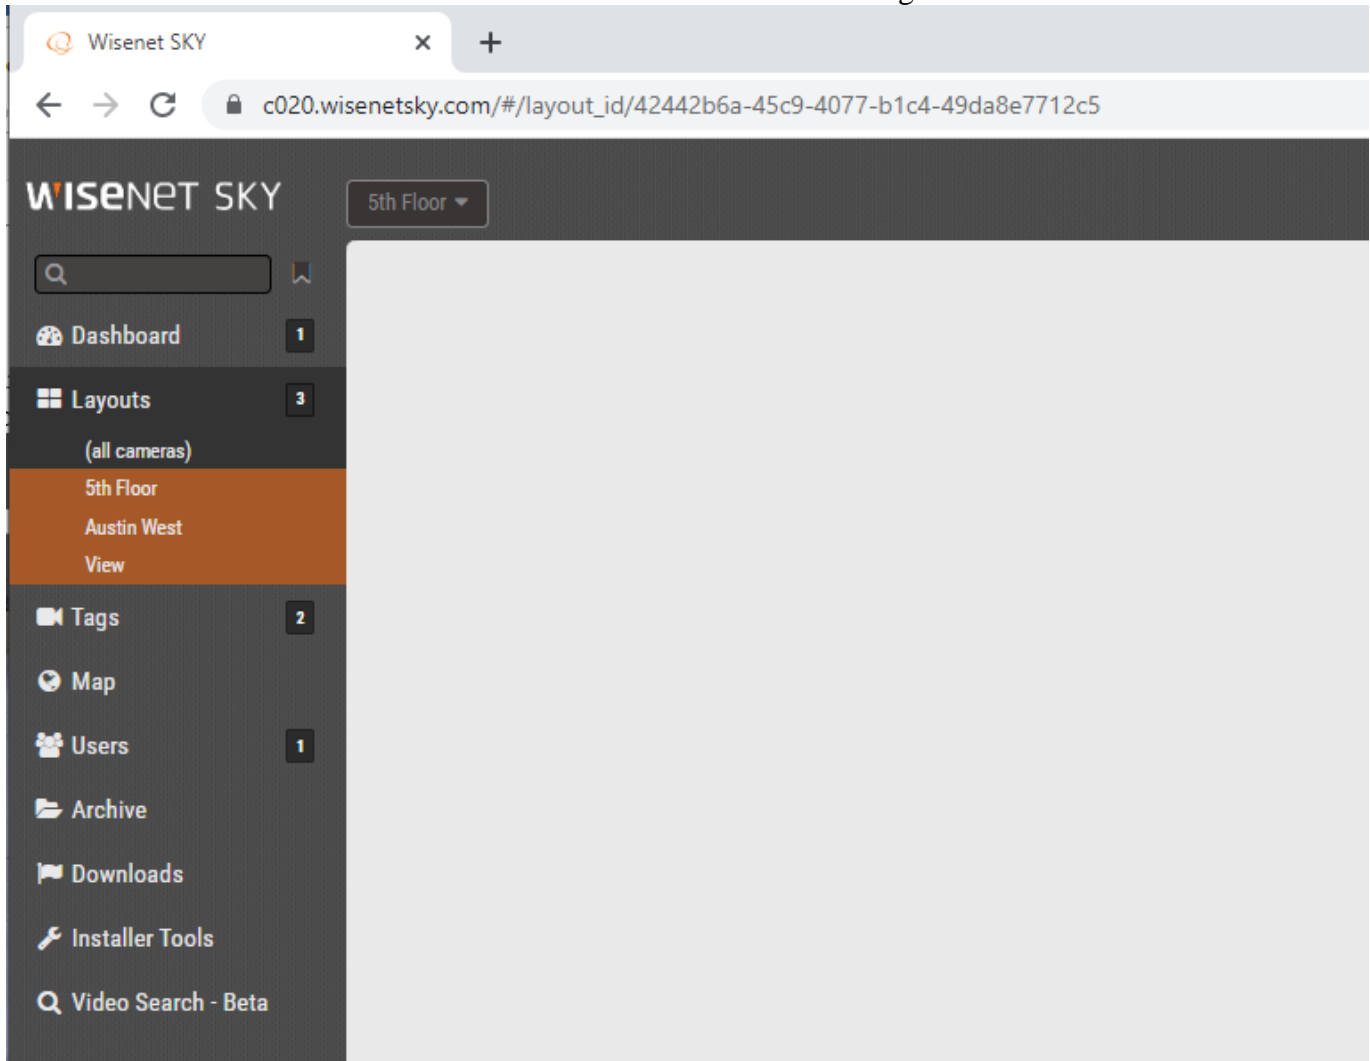 Wisenet SKY
c020.wisenetsky.com/#/layout_id/42442b6a-45c9-4077-b1c4-49da8e7712c5
WISENET SKY
5th Floor
Dashboard 1
Layouts 3
(all cameras)
5th Floor
Austin West
View
Tags 2
Map
Users 1
Archive
Downloads
Installer Tools
Video Search - Beta